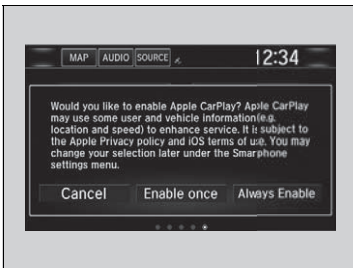 MAP AUDIO SOURCE 12:34
Would you like to enable Apple CarPlay? Apple CarPlay
may use some user and vehicle information(e.g.
location and speed) to enhance service. It is subject to
the Apple Privacy policy and iOS terms of use. You may
change your selection later under the Smarphone
settings menu.
Cancel Enable once Always Enable